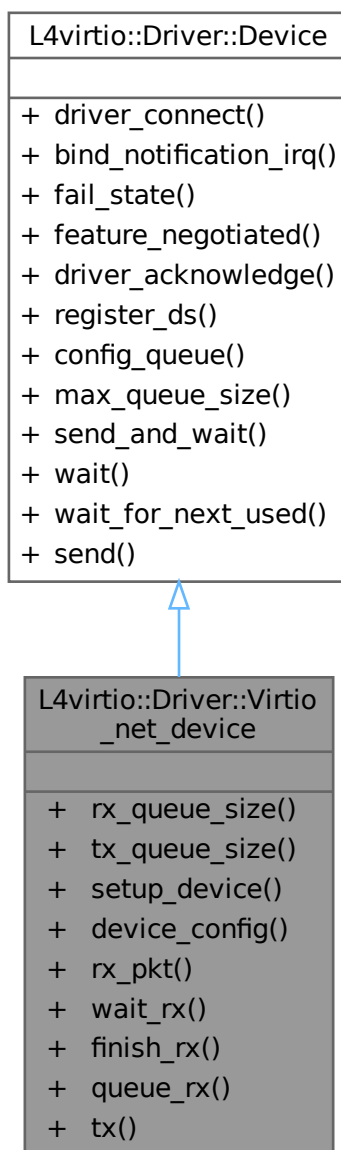 L4virtio::Driver::Device
+ driver_connect()
+ bind_notification_irq()
+ fail_state()
+ feature_negotiated()
+ driver_acknowledge()
+ register_ds()
+ config_queue()
+ max_queue_size()
+ send_and_wait()
+ wait()
+ wait_for_next_used()
+ send()
L4virtio::Driver::Virtio
_net_device
+ rx_queue_size()
+ tx_queue_size()
+ setup_device()
+ device_config()
+ rx_pkt()
+ wait_rx()
+ finish_rx()
+ queue_rx()
+ tx()